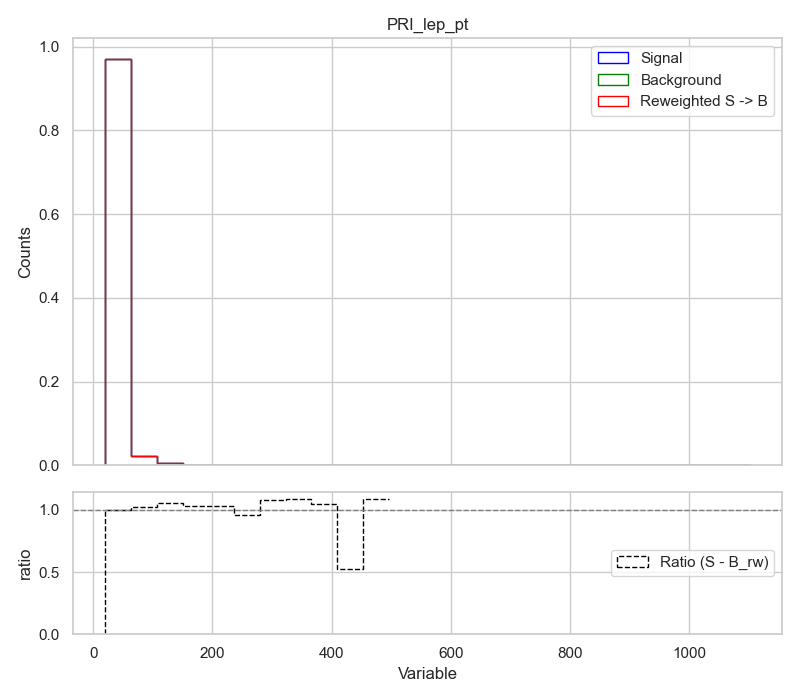 PRI_lep_pt
1.0
0.8
0.6
0.4
0.2
0.0
Counts
Signal
Background
Reweighted S -> B
1.0
0.5
0.0
ratio
Ratio (S - B_rw)
0 200 400 600 800 1000
Variable